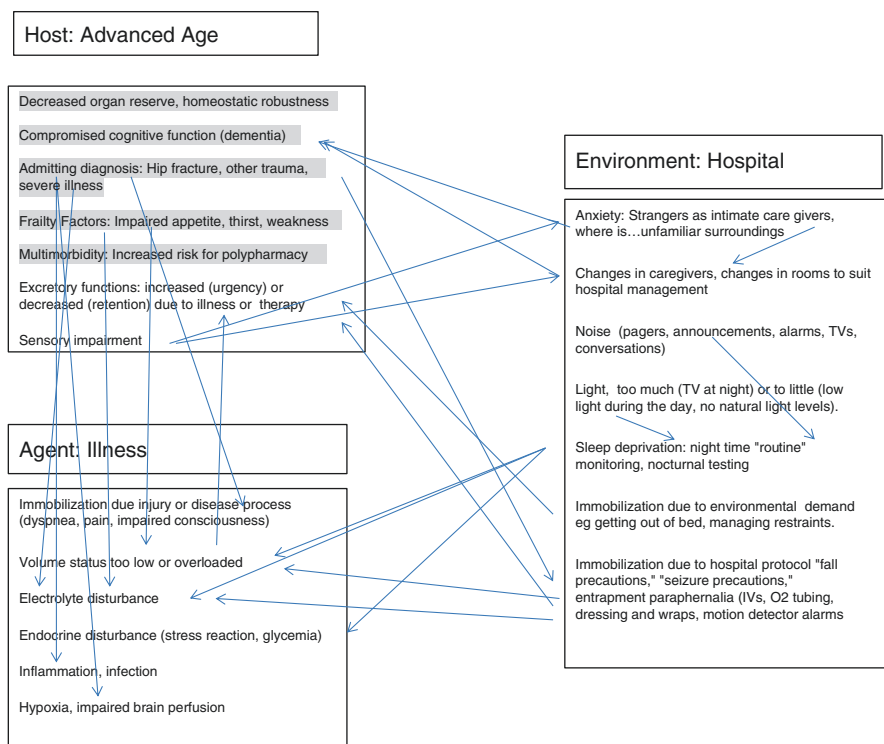 Host: Advanced Age
Decreased organ reserve, homeostatic robustness
Compromised cognitive function (dementia)
Admitting diagnosis: Hip fracture, other trauma,
severe illness
Frailty Factors: Impaired appetite, thirst, weakness
Multimorbidity: Increased risk for polypharmacy
Excretory functions: increased (urgency) or
decreased (retention) due to illness or therapy
Sensory impairment
Agent: Illness
Immobilization due injury or disease process
(dyspnea, pain, impaired consciousness)
Volume status too low or overloaded
Electrolyte disturbance
Endocrine disturbance (stress reaction, glycemia)
Inflammation, infection
Hypoxia, impaired brain perfusion
Environment: Hospital
Anxiety: Strangers as intimate care givers,
where is...unfamiliar surroundings
Changes in caregivers, changes in rooms to suit
hospital management
Noise (pagers, announcements, alarms, TVs,
conversations)
Light, too much (TV at night) or to little (low
light during the day, no natural light levels).
Sleep deprivation: night time "routine"
monitoring, nocturnal testing
Immobilization due to environmental demand
eg getting out of bed, managing restraints.
Immobilization due to hospital protocol "fall
precautions," "seizure precautions,"
entrapment paraphernalia (IVs, O2 tubing,
dressing and wraps, motion detector alarms